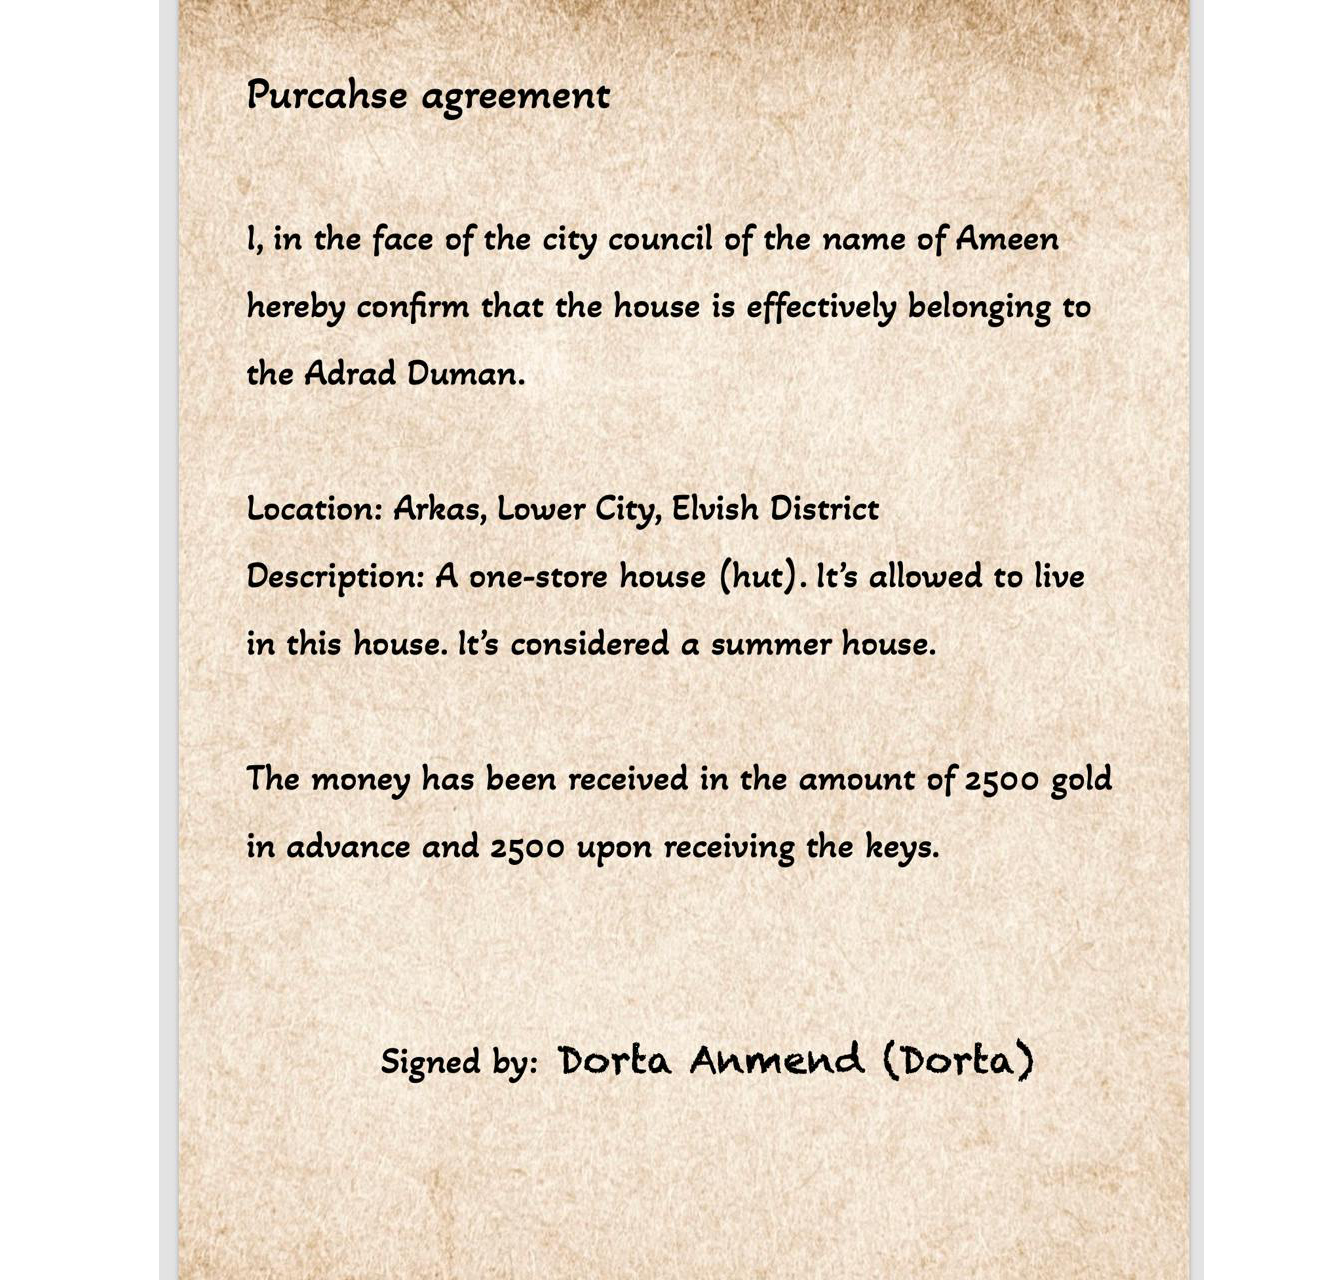 Purcahse agreement
I, in the face of the city council of the name of Ameen
hereby confirm that the house is effectively belonging to
the Adrad Duman.
Location: Arkas, Lower City, Elvish District
Description: A one-store house (hut). It's allowed to live
in this house. It's considered a summer house.
The money has been received in the amount of 2500 gold
in advance and 2500 upon receiving the keys.
Signed by: Dorta Anmend (Dorta)